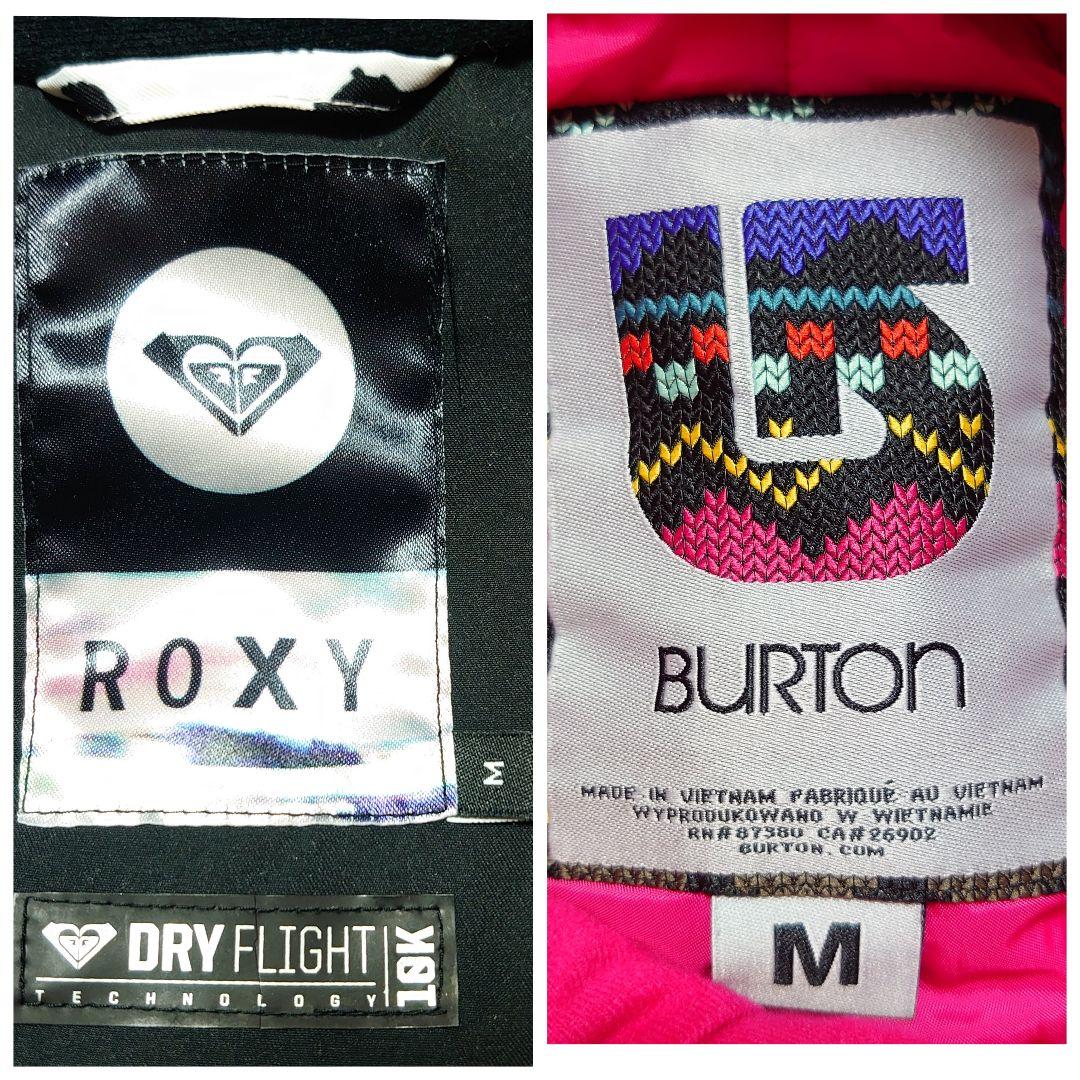 ROXY
M
DRY FLIGHT 10K
TECHNOLOGY
BURTON
MADE IN VIETNAM FABRIQUÉ AU VIETNAM
WYPRODUKOWANO W WIETNAMIE
RN#87380 CA#26902
BURTON.COM
M